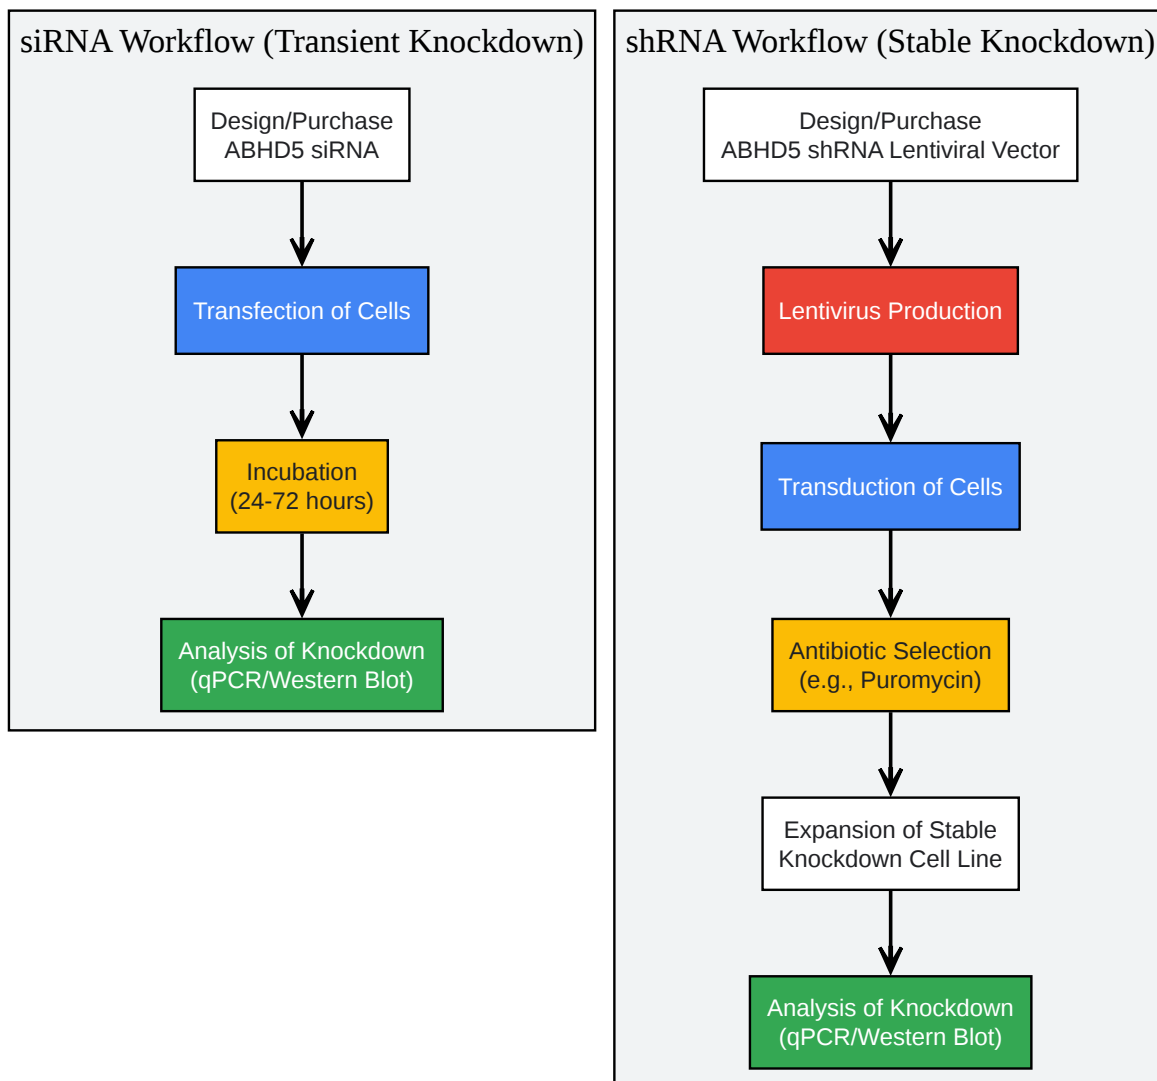 siRNA Workflow (Transient Knockdown)
Design/Purchase
ABHD5 siRNA
Transfection of Cells
Incubation
(24-72 hours)
Analysis of Knockdown
(qPCR/Western Blot)
shRNA Workflow (Stable Knockdown)
Design/Purchase
ABHD5 shRNA Lentiviral Vector
Lentivirus Production
Transduction of Cells
Antibiotic Selection
(e.g., Puromycin)
Expansion of Stable
Knockdown Cell Line
Analysis of Knockdown
(qPCR/Western Blot)